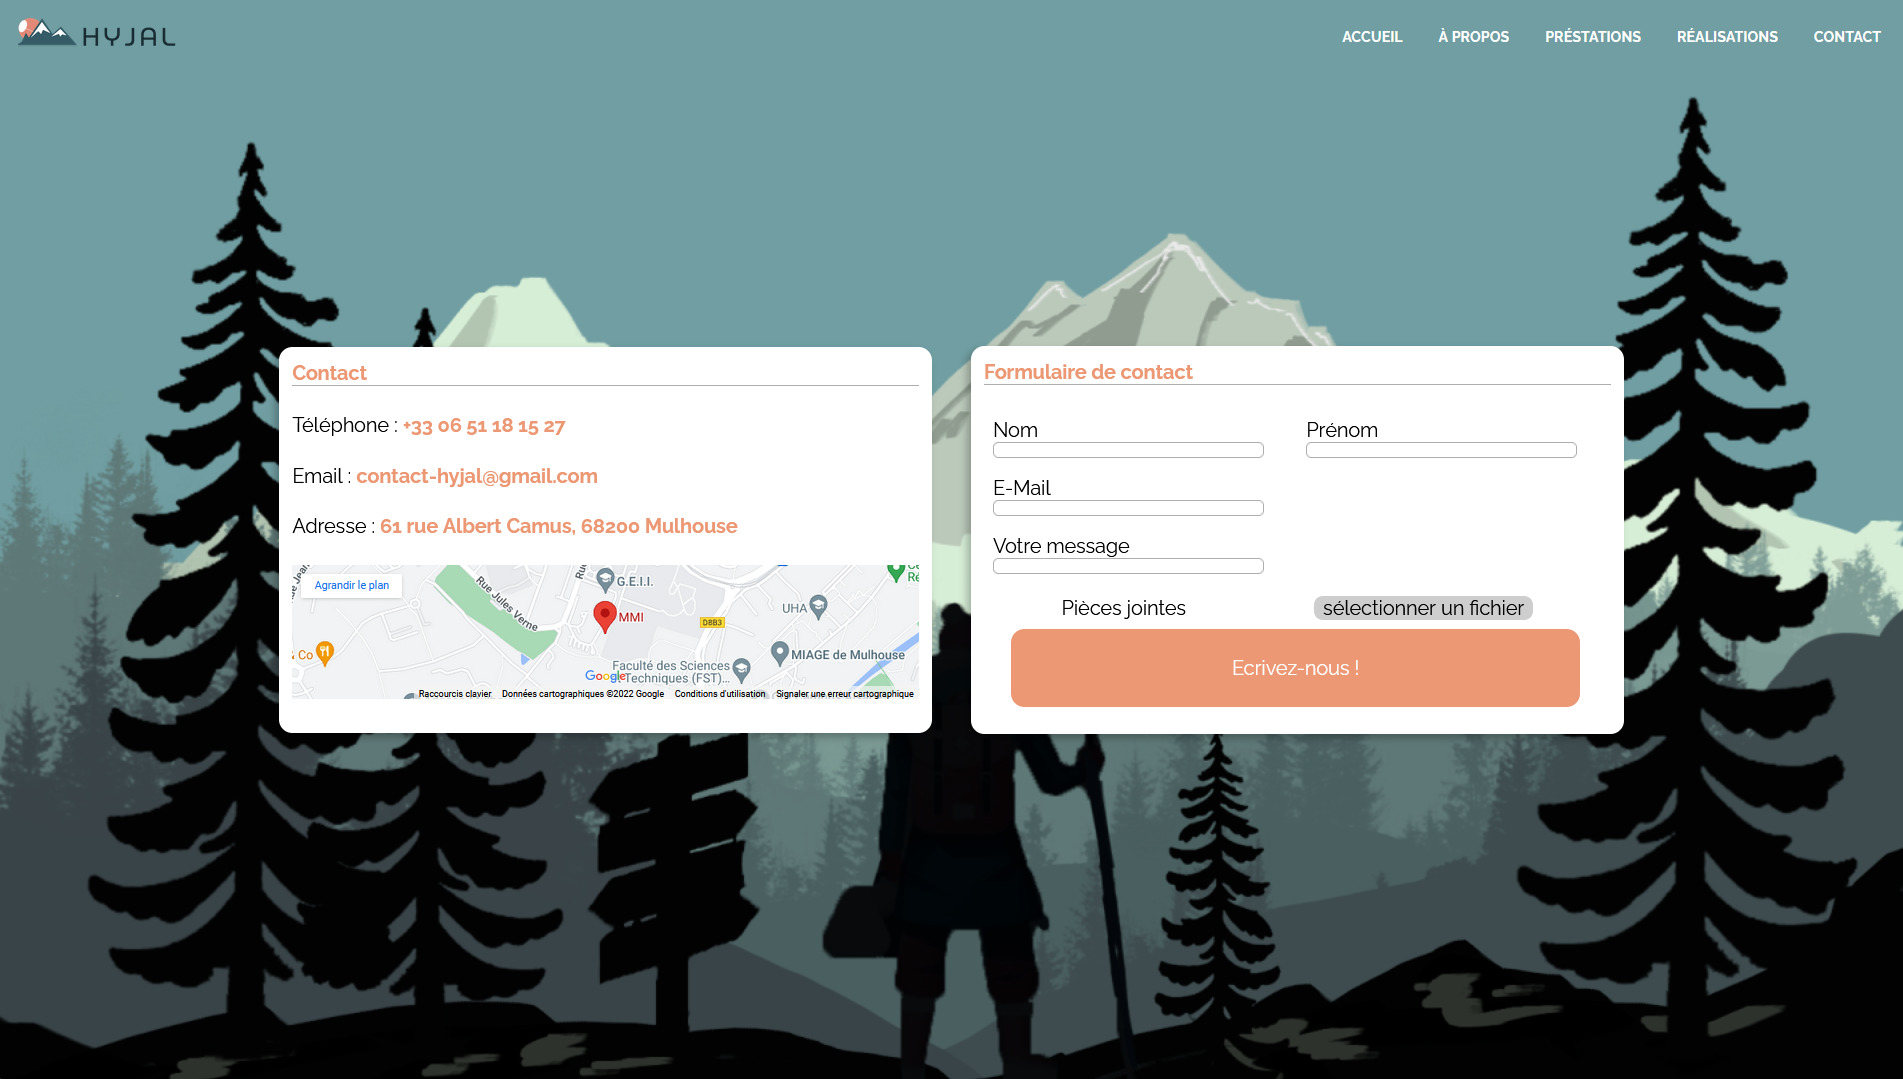 HYJAL
ACCUEIL
À PROPOS
PRÉSTATIONS
RÉALISATIONS
CONTACT
Contact
Téléphone : +33 06 51 18 15 27
Email : contact-hyjal@gmail.com
Adresse : 61 rue Albert Camus, 68200 Mulhouse
Agrandir le plan
Rue Jules Verne
G.E.I.I.
MMI
UHA
D8B3
& Co
MIAGE de Mulhouse
Faculté des Sciences
Techniques (FST)...
Google
Raccourcis clavier
Données cartographiques ©2022 Google
Conditions d'utilisation
Signaler une erreur cartographique
Formulaire de contact
Nom
Prénom
E-Mail
Votre message
Pièces jointes
sélectionner un fichier
Ecrivez-nous !